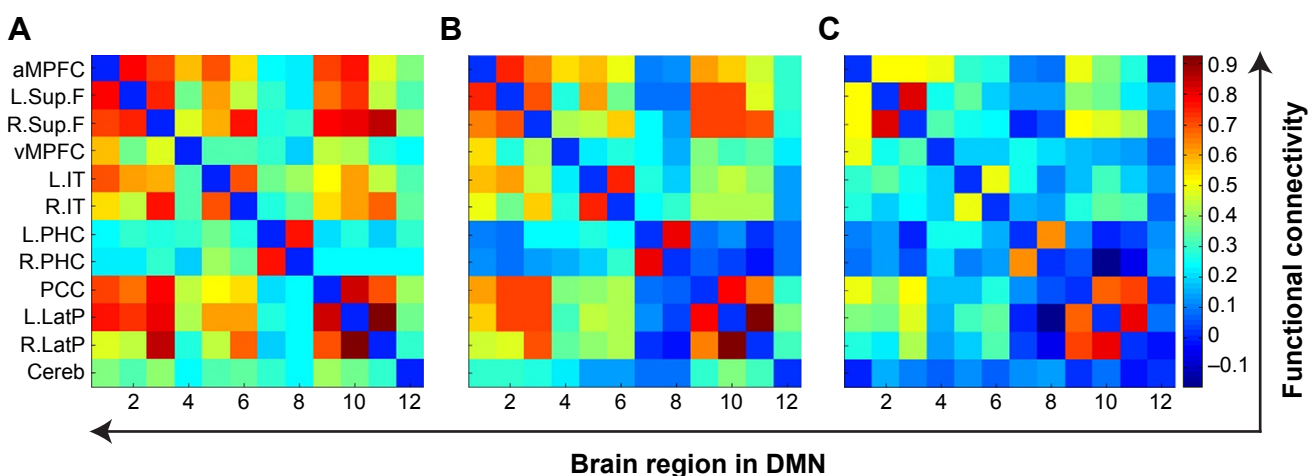 A
B
C
aMPFC
L.Sup.F
R.Sup.F
vMPFC
L.IT
R.IT
L.PHC
R.PHC
PCC
L.LatP
R.LatP
Cereb
2 4 6 8 10 12
2 4 6 8 10 12
2 4 6 8 10 12
0.9
0.8
0.7
0.6
0.5
0.4
0.3
0.2
0.1
0
–0.1
Functional connectivity
Brain region in DMN